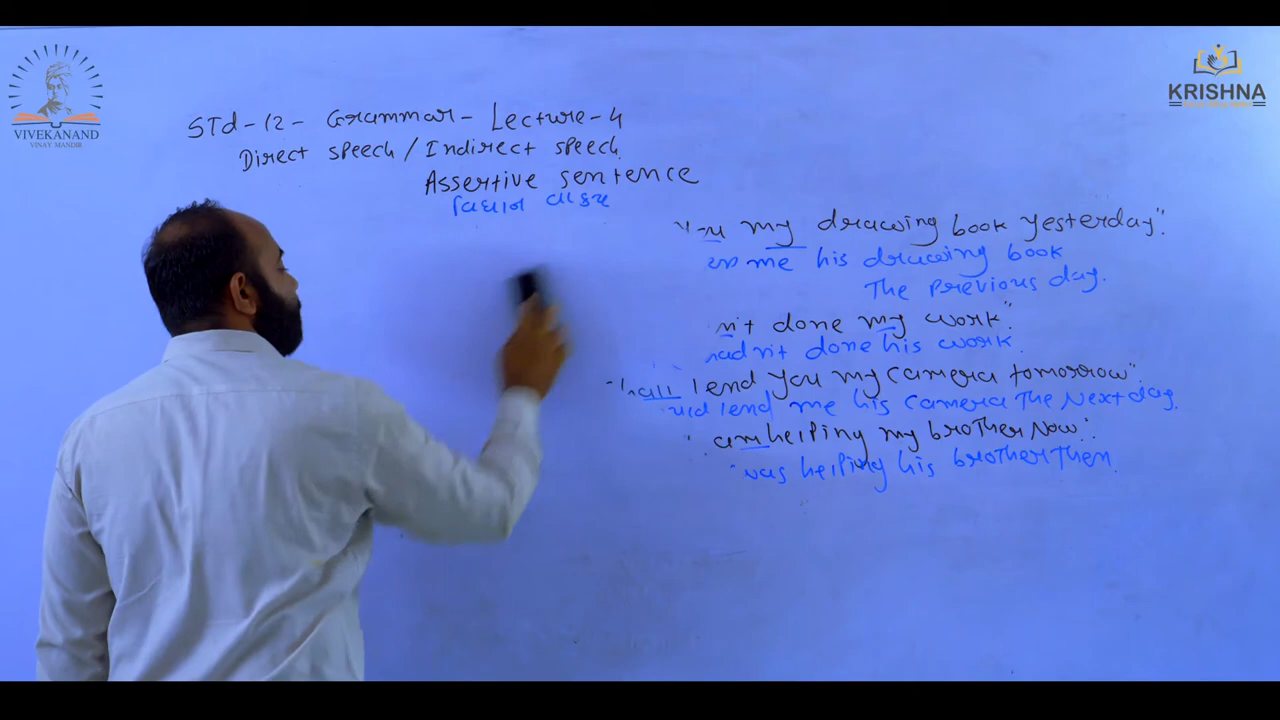 VIVEKANAND
VINAY MANDIR
KRISHNA
STd-12- Grammar- Lecture-4
Direct speech / Indirect speech
Assertive sentence
વિધાન વાક્ય
my drawing book Yesterday".
me his drawing book
The Previous day.
n't done my work."
hadn't done his work.
lend You my camera tomorrow".
lend me his camera The Next day.
am helping my brother Now".
was helping his brother Then.